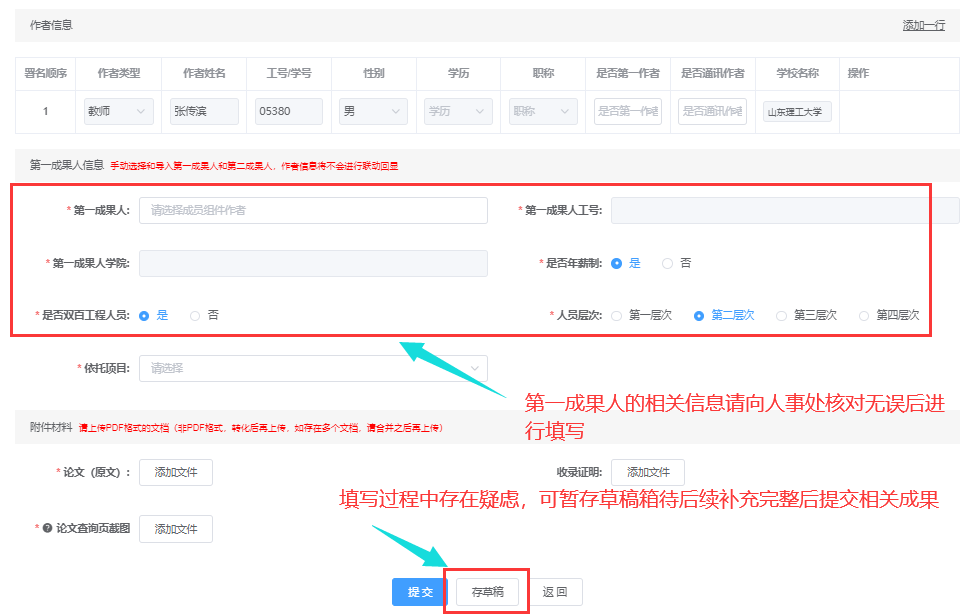 作者信息 添加一行
署名顺序 作者类型 作者姓名 工号/学号 性别 学历 职称 是否第一作者 是否通讯作者 学校名称 操作
1 教师 张传滨 05380 男 学历 职称 是否第一作者 是否通讯作者 山东理工大学
第一成果人信息 手动选择和导入第一成果人和第二成果人，作者信息将不会进行联动回显
*第一成果人: 请选择成员组件作者 *第一成果人工号:
*第一成果人学院: *是否年薪制: 是 否
*是否双百工程人员: 是 否 *人员层次: 第一层次 第二层次 第三层次 第四层次
*依托项目: 请选择
第一成果人的相关信息请向人事处核对无误后进
行填写
附件材料 请上传PDF格式的文档（非PDF格式，转化后再上传，如存在多个文档，请合并之后再上传）
*论文（原文）: 添加文件 收录证明: 添加文件
填写过程中存在疑虑，可暂存草稿箱待后续补充完整后提交相关成果
*论文查询页截图 添加文件
提交 存草稿 返回